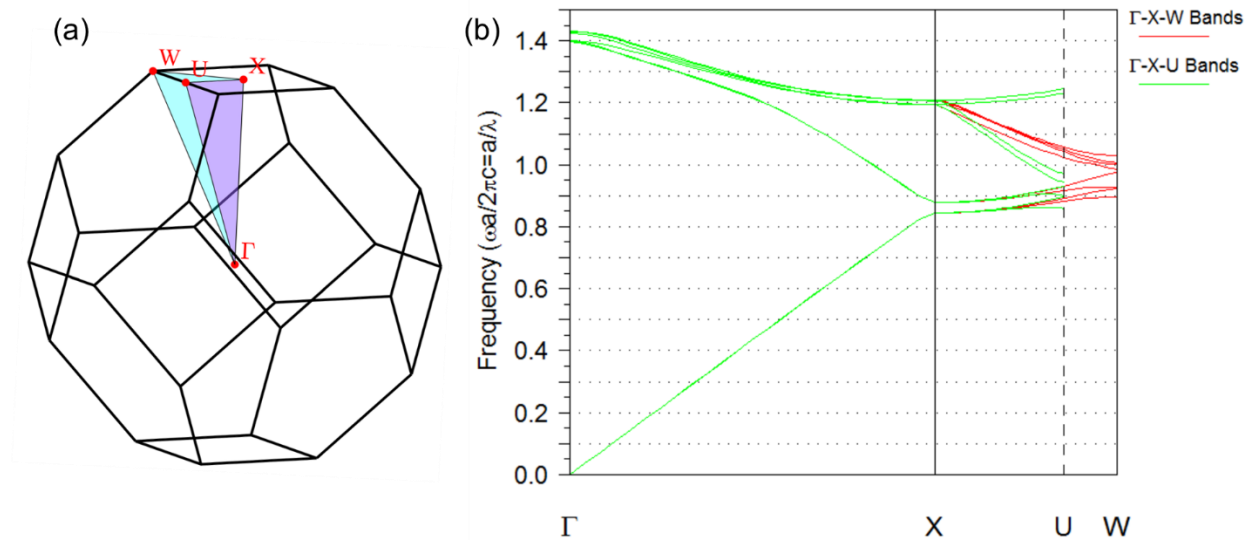 (a)
W
U
X
Γ
(b)
Γ-X-W Bands
Γ-X-U Bands
Frequency (ωa/2πc=a/λ)
1.4
1.2
1.0
0.8
0.6
0.4
0.2
0.0
Γ
X
U
W